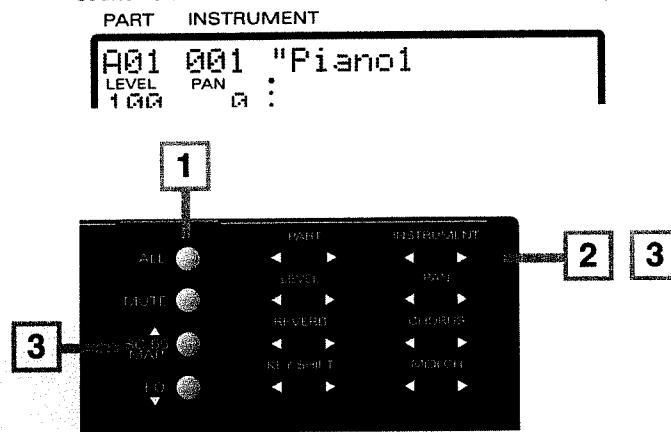 PART INSTRUMENT
A01 001 "Piano1
LEVEL PAN
100 0 :
1
PART INSTRUMENT
ALL
2 3
LEVEL PAN
MUTE
REVERB CHORUS
3
SC-55
MAP
KEY SHIFT MIDI CH
EQ